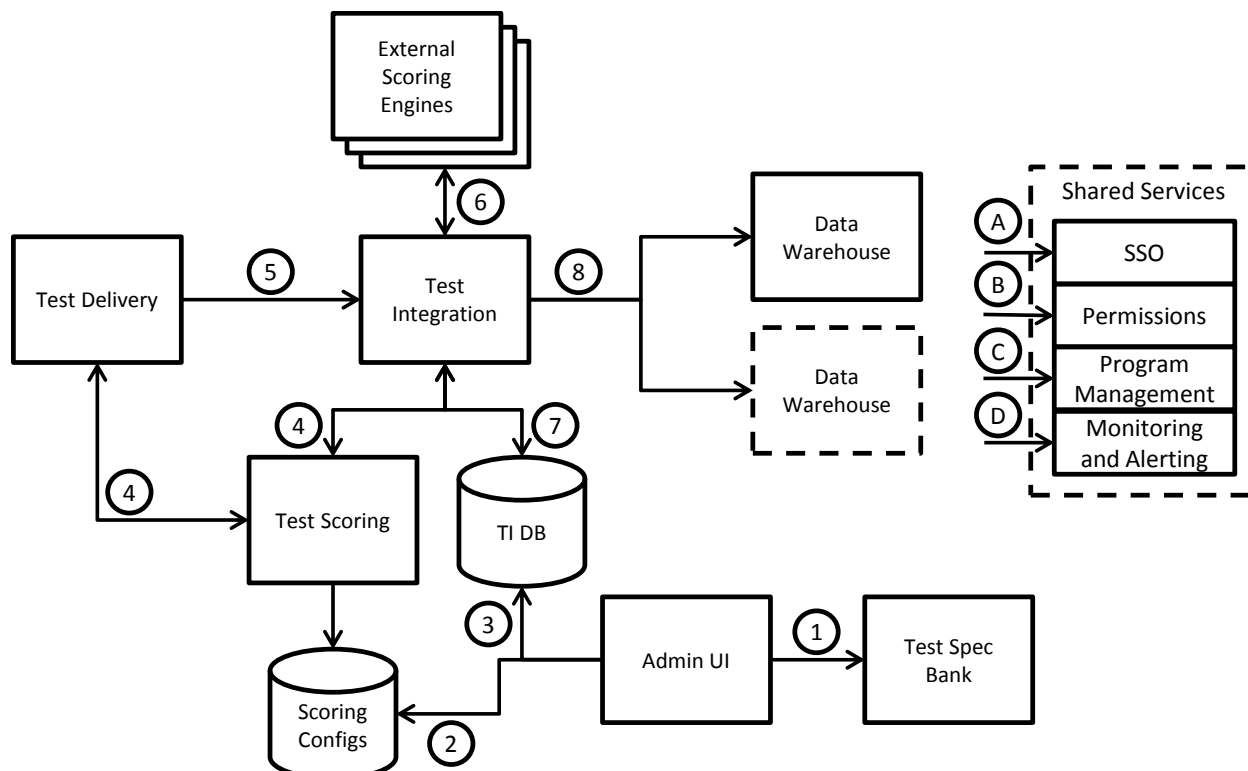 External
Scoring
Engines
6
Shared Services
A
SSO
B
Permissions
C
Program
Management
D
Monitoring
and Alerting
Data
Warehouse
Test Delivery
5
Test
Integration
8
Data
Warehouse
4
7
4
Test Scoring
TI DB
3
Admin UI
1
Test Spec
Bank
Scoring
Configs
2